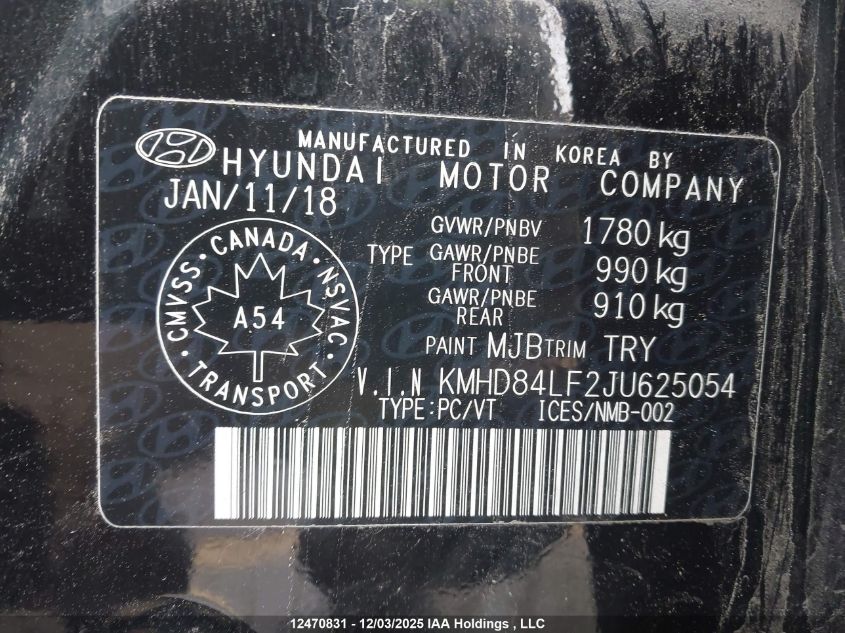 MANUFACTURED IN KOREA BY
HYUNDAI MOTOR COMPANY
JAN/11/18
GVWR/PNBV 1780 kg
TYPE GAWR/PNBE FRONT 990 kg
GAWR/PNBE REAR 910 kg
CMVSS · CANADA · NSVAC · TRANSPORT ·
A54
PAINT MJB TRIM TRY
V.I.N KMHD84LF2JU625054
TYPE:PC/VT ICES/NMB-002
12470831 - 12/03/2025 IAA Holdings , LLC